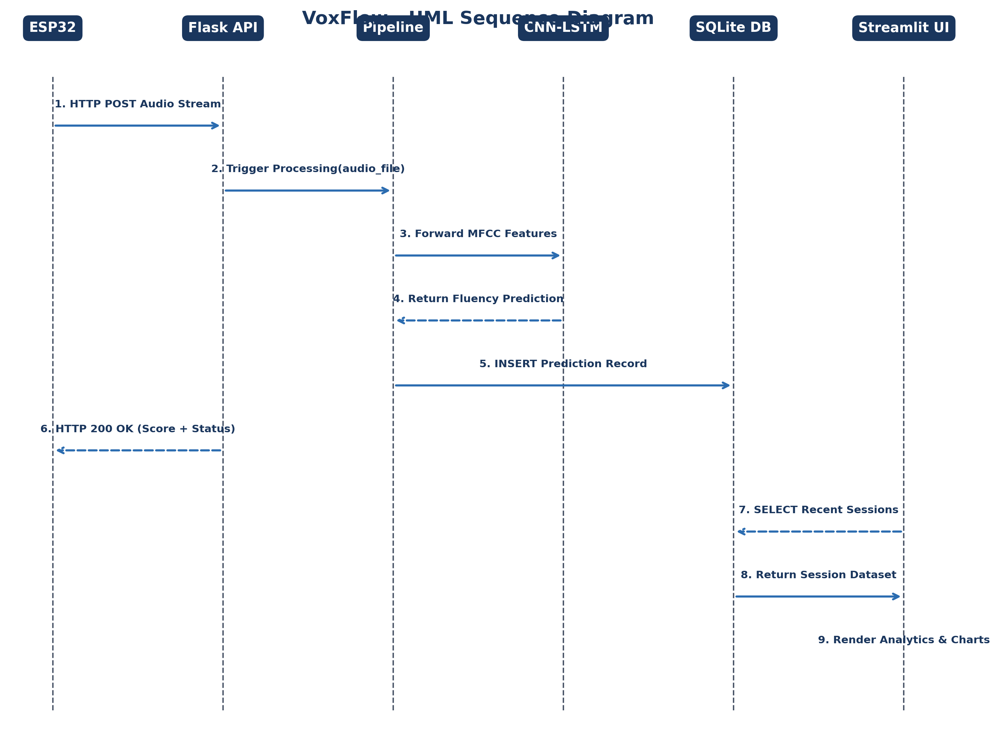 VoxFlow UML Sequence Diagram
ESP32
Flask API
Pipeline
CNN-LSTM
SQLite DB
Streamlit UI
1. HTTP POST Audio Stream
2. Trigger Processing(audio_file)
3. Forward MFCC Features
4. Return Fluency Prediction
5. INSERT Prediction Record
6. HTTP 200 OK (Score + Status)
7. SELECT Recent Sessions
8. Return Session Dataset
9. Render Analytics & Charts